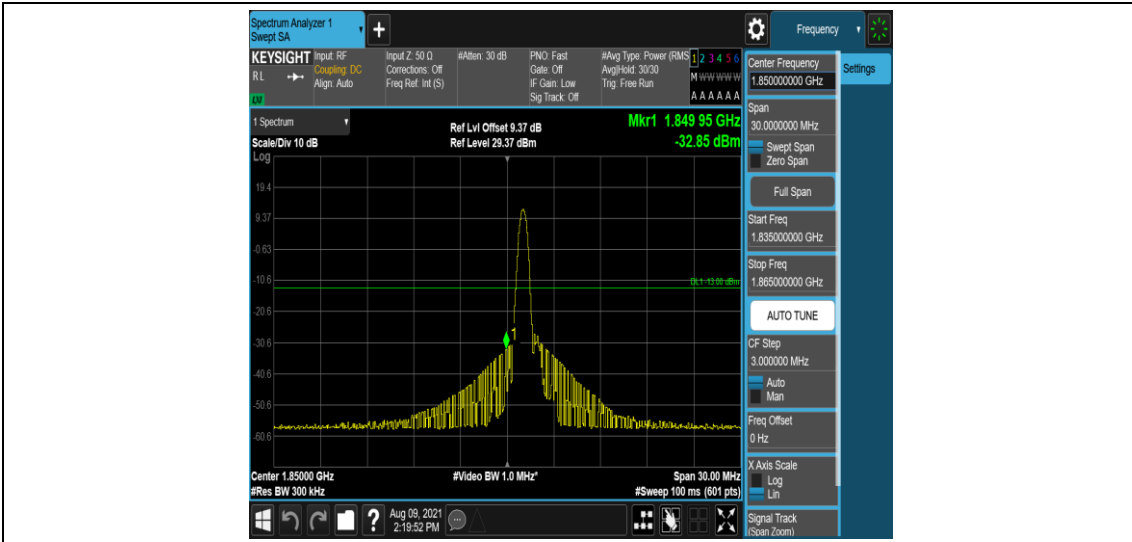 Spectrum Analyzer 1
Swept SA
+
Frequency
KEYSIGHT
RL
LXI
Input: RF
Coupling: DC
Align: Auto
Input Z: 50 Ω
Corrections: Off
Freq Ref: Int (S)
#Atten: 30 dB
PNO: Fast
Gate: Off
IF Gain: Low
Sig Track: Off
#Avg Type: Power (RMS
Avg|Hold: 30/30
Trig: Free Run
1 2 3 4 5 6
M W W W W W
A A A A A A
Center Frequency
1.850000000 GHz
Settings
Span
30.0000000 MHz
Swept Span
Zero Span
Full Span
Start Freq
1.835000000 GHz
Stop Freq
1.865000000 GHz
AUTO TUNE
CF Step
3.000000 MHz
Auto
Man
Freq Offset
0 Hz
X Axis Scale
Log
Lin
Signal Track
(Span Zoom)
1 Spectrum
Scale/Div 10 dB
Log
Ref Lvl Offset 9.37 dB
Ref Level 29.37 dBm
Mkr1 1.849 95 GHz
-32.85 dBm
19.4
9.37
-0.63
-10.6
DL1 -13.00 dBm
-20.6
1
-30.6
-40.6
-50.6
-60.6
Center 1.85000 GHz
#Video BW 1.0 MHz*
Span 30.00 MHz
#Res BW 300 kHz
#Sweep 100 ms (601 pts)
?
Aug 09, 2021
2:19:52 PM